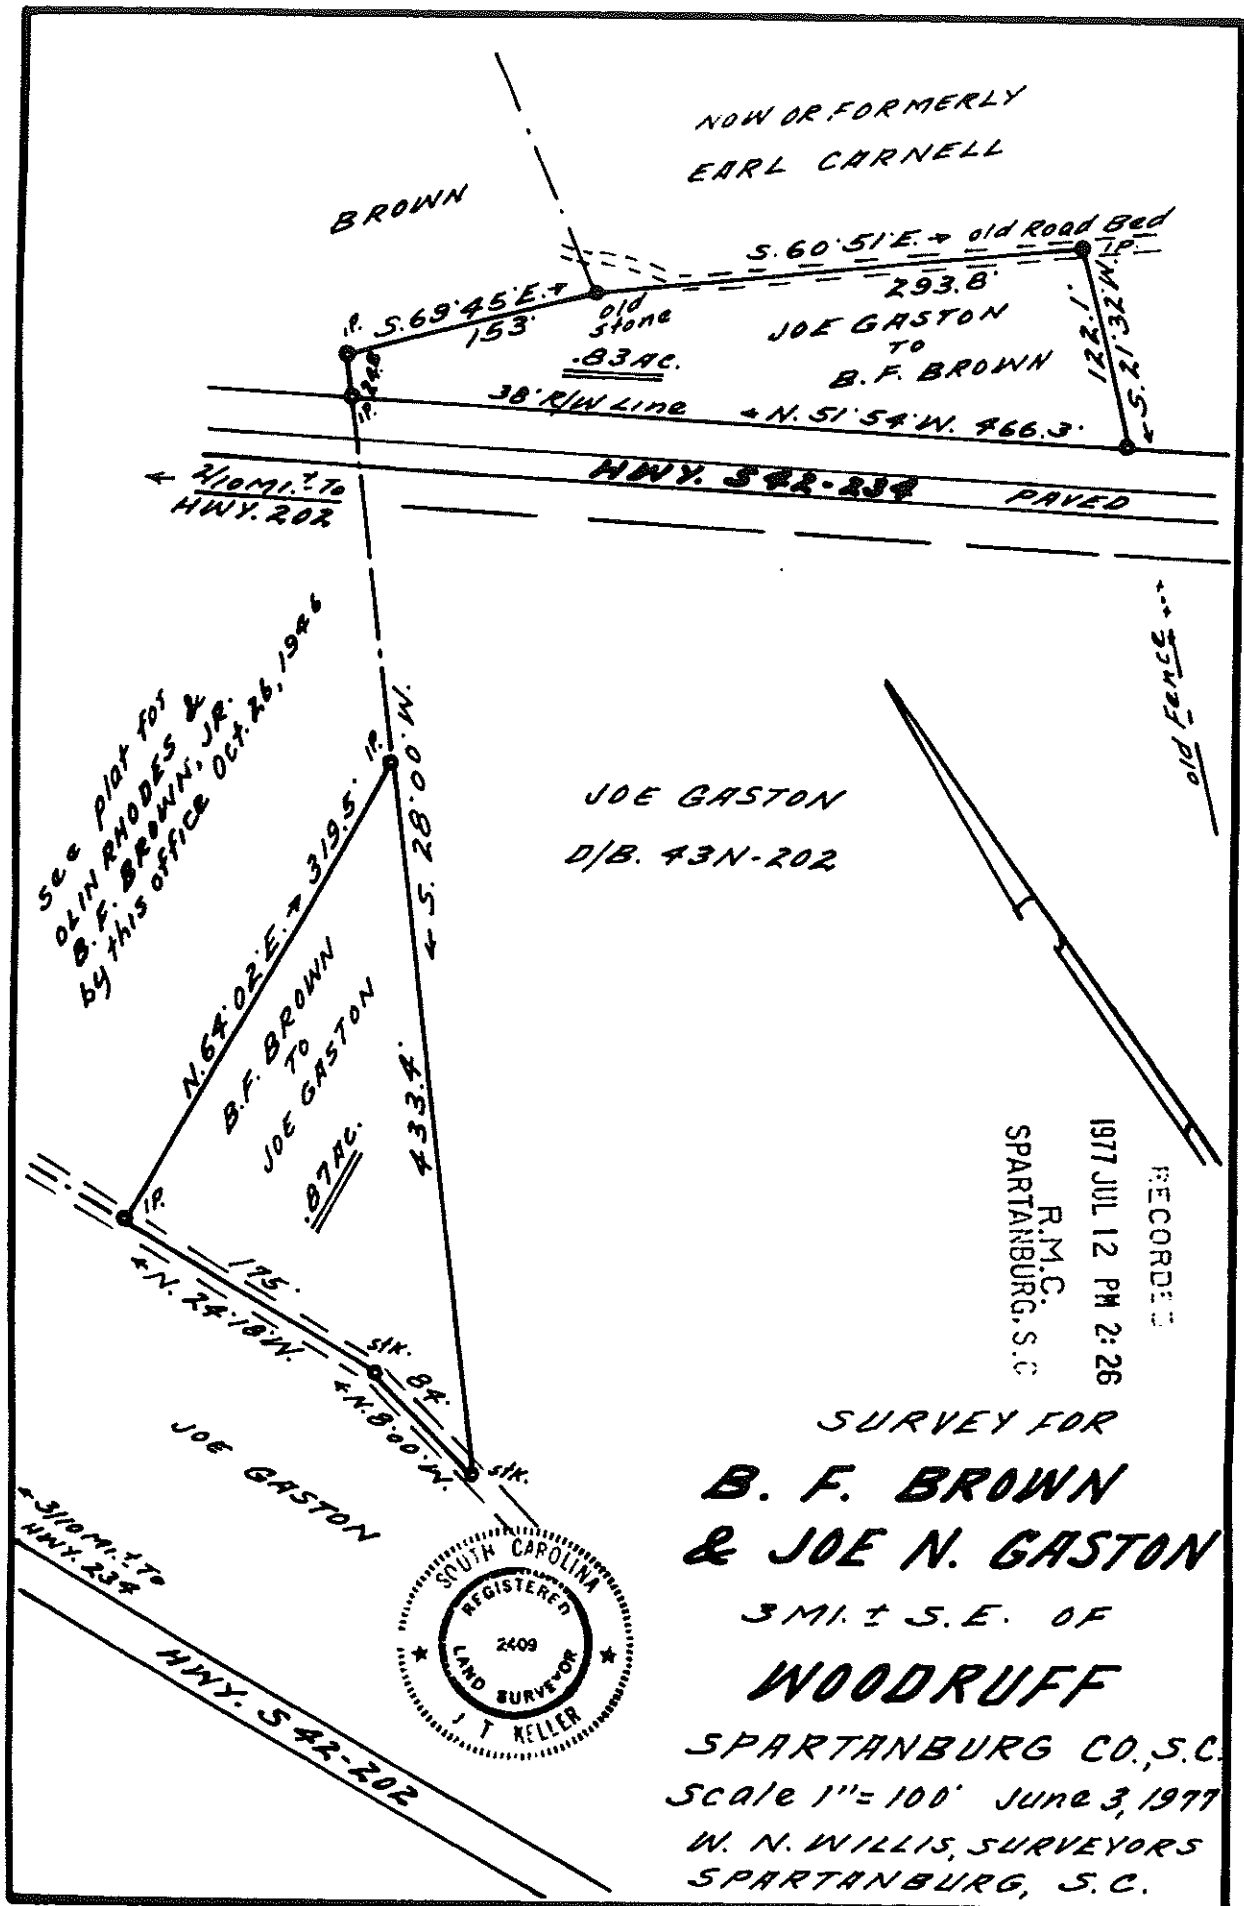 NOW OR FORMERLY
EARL CARNELL
BROWN
S. 60°51'E. → old Road Bed
I.P.
293.8'
S. 69°45'E. →
153'
old
stone
.83 AC.
JOE GASTON
TO
B. F. BROWN
122.1'
← S. 21°32'W.
I.P.
24.8
I.P.
38' R/W Line
← N. 51°54'W. 466.3'
HWY. S 42-234
PAVED
← 2/10 MI. ± To
HWY. 202
old Fence
see plat for
OLIN RHODES &
B. F. BROWN, JR.
by this office Oct. 26, 1946
I.P.
← S. 28°00'W.
433.4'
N. 64°02'E. → 319.5'
B.F. BROWN
TO
JOE GASTON
.87 AC.
JOE GASTON
D/B. 43N-202
I.P.
175'
← N. 24°18'W.
stk.
84'
← N. 8°00'W.
stk.
JOE GASTON
← 3/10 MI. ± To
HWY. 234
HWY. S 42-202
SOUTH CAROLINA
REGISTERED
2409
LAND SURVEYOR
J T KELLER
RECORDED
1977 JUL 12 PM 2:26
R.M.C.
SPARTANBURG, S.C
SURVEY FOR
B. F. BROWN
& JOE N. GASTON
3 MI. ± S.E. OF
WOODRUFF
SPARTANBURG CO., S.C.
Scale 1"= 100' June 3, 1977
W. N. WILLIS, SURVEYORS
SPARTANBURG, S.C.